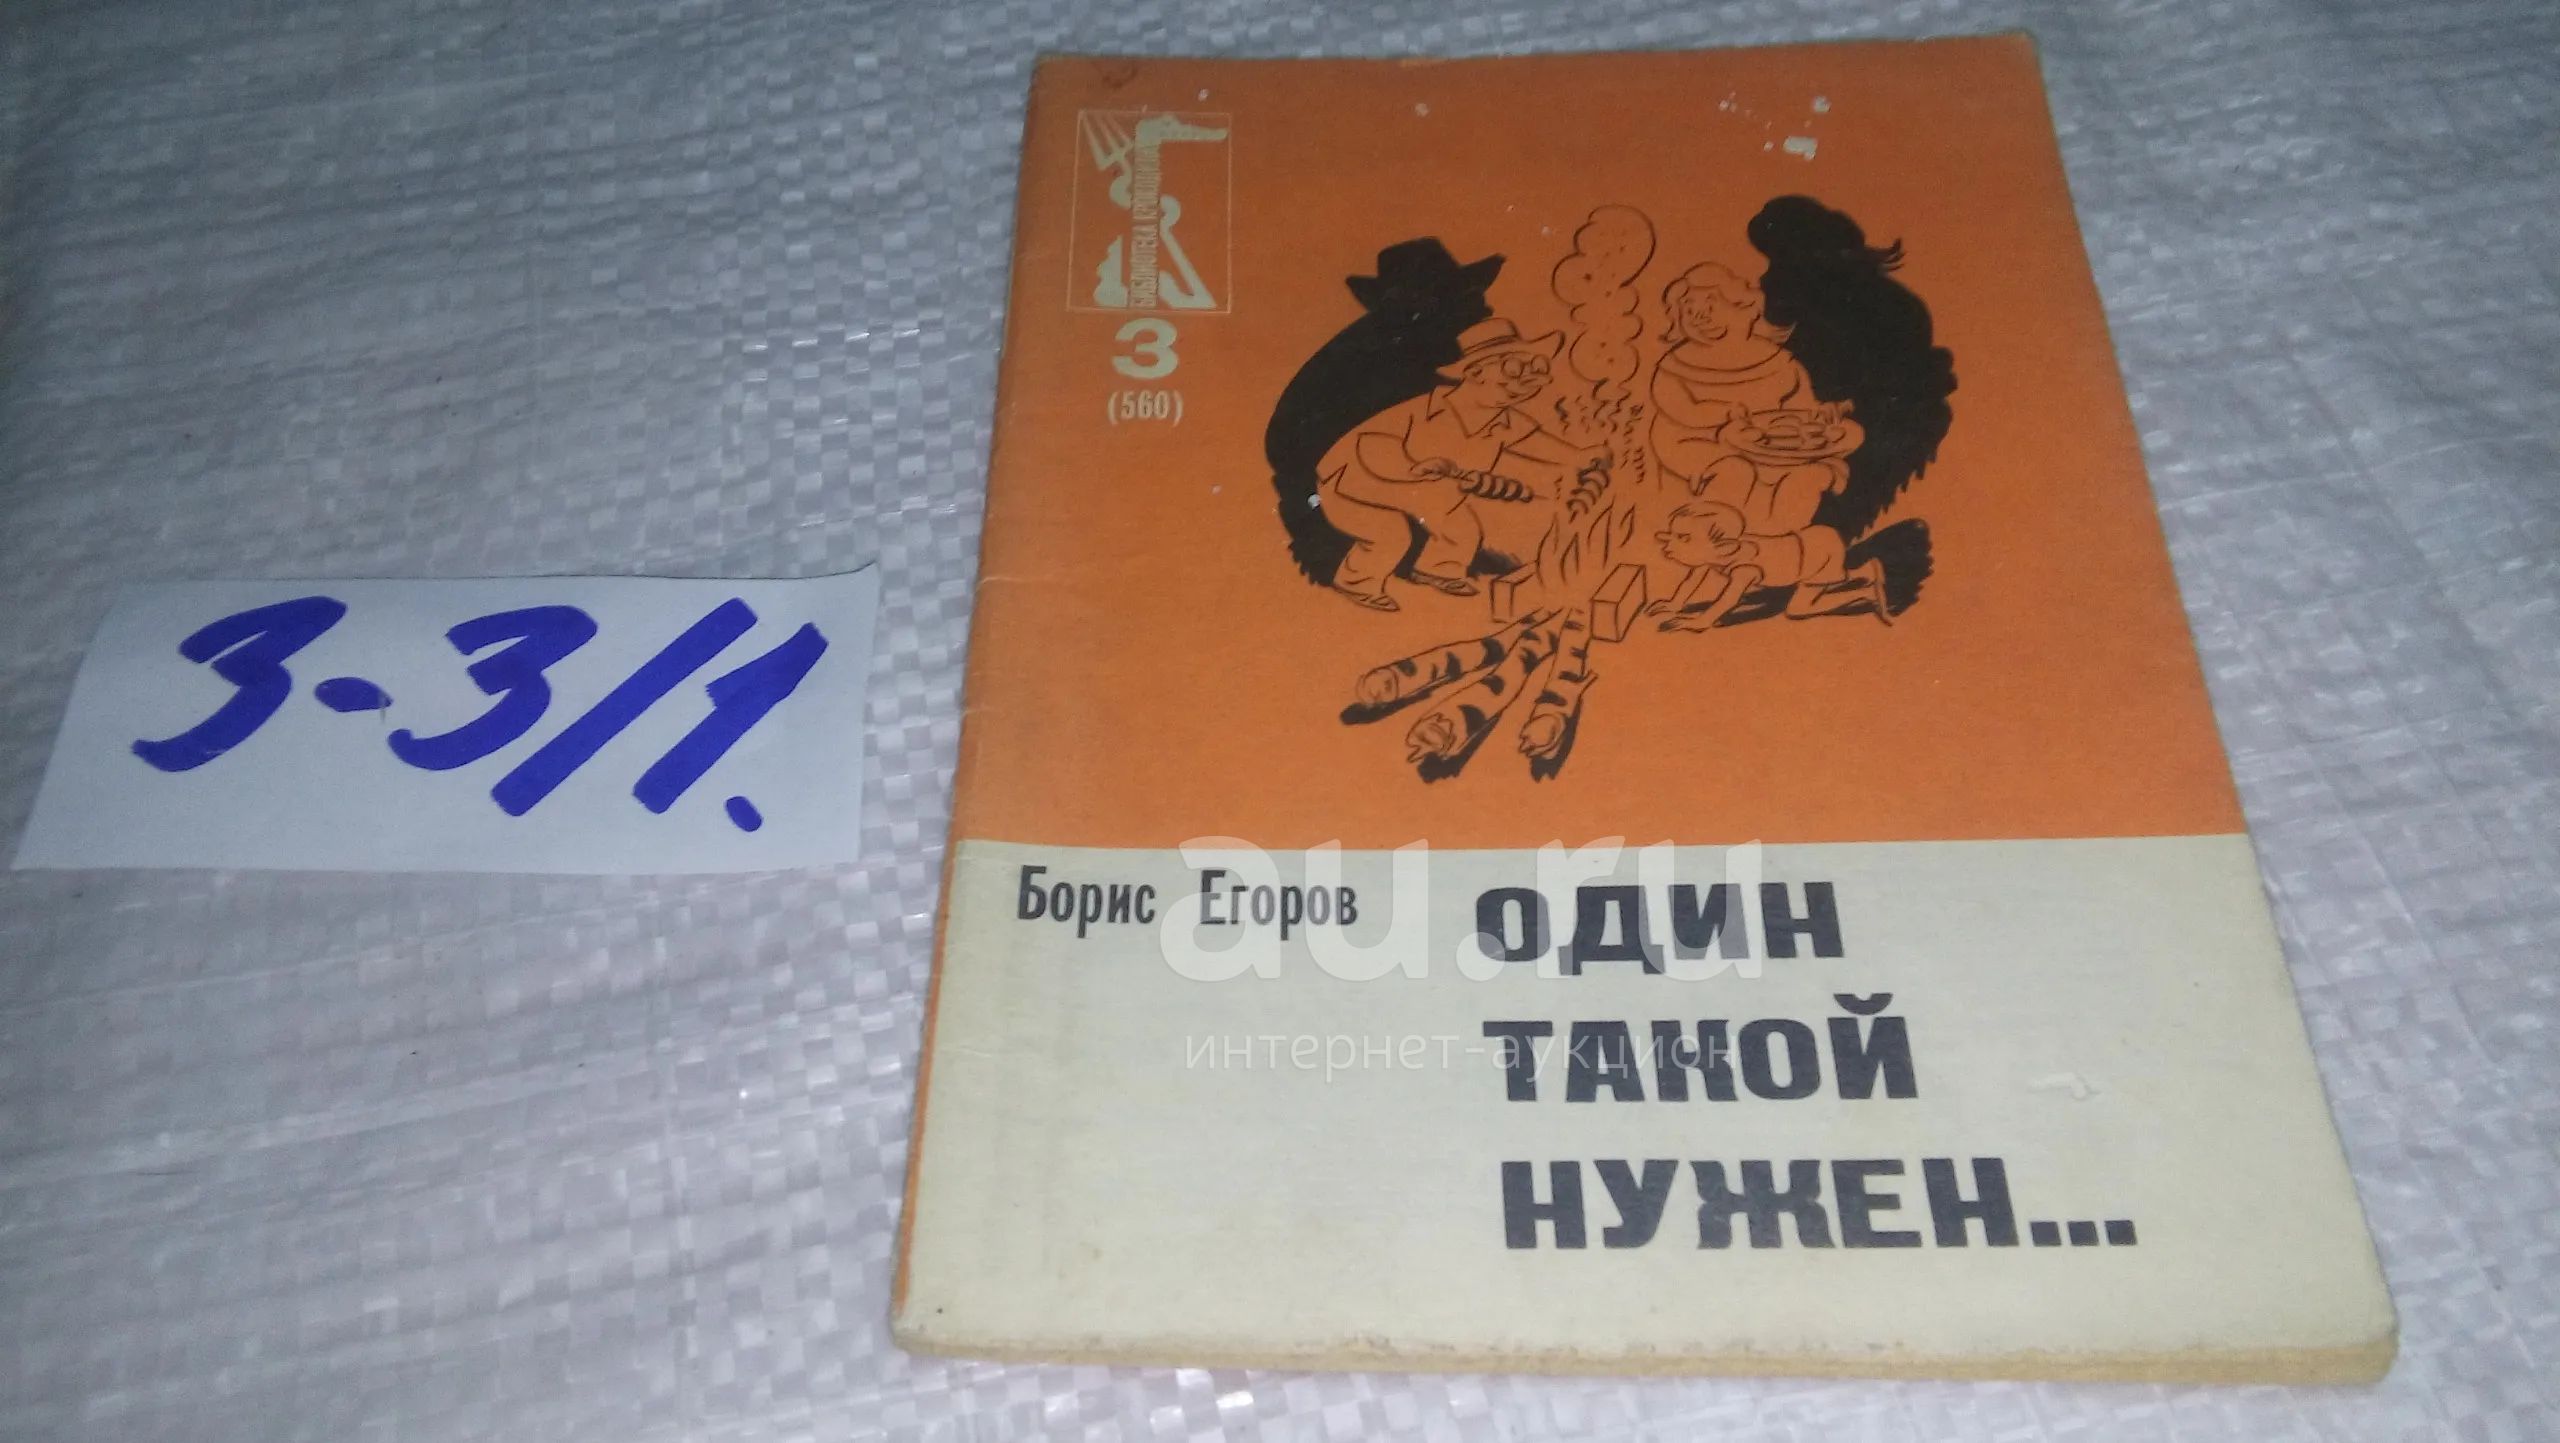 БИБЛИОТЕКА КРОКОДИЛА
3
(560)
3-3/1.
Борис Егоров
ОДИН
ТАКОЙ
НУЖЕН...
au.ru
интернет-аукцион